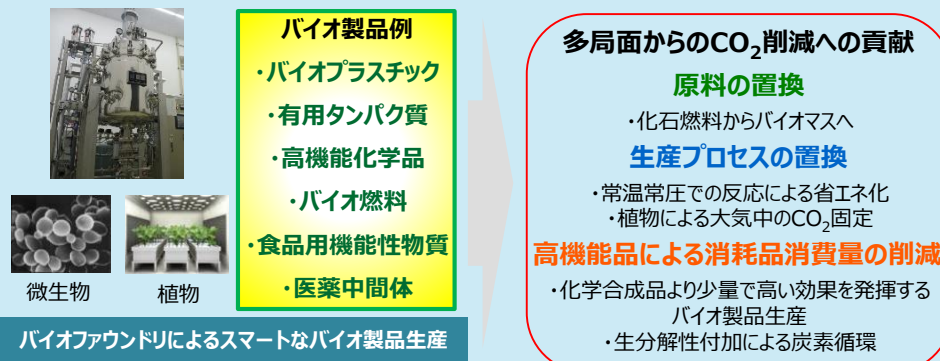 バイオ製品例
・バイオプラスチック
・有用タンパク質
・高機能化学品
・バイオ燃料
・食品用機能性物質
・医薬中間体
微生物
植物
バイオファウンドリによるスマートなバイオ製品生産
多局面からのCO₂削減への貢献
原料の置換
・化石燃料からバイオマスへ
生産プロセスの置換
・常温常圧での反応による省エネ化
・植物による大気中のCO₂固定
高機能品による消耗品消費量の削減
・化学合成品より少量で高い効果を発揮する
バイオ製品生産
・生分解性付加による炭素循環